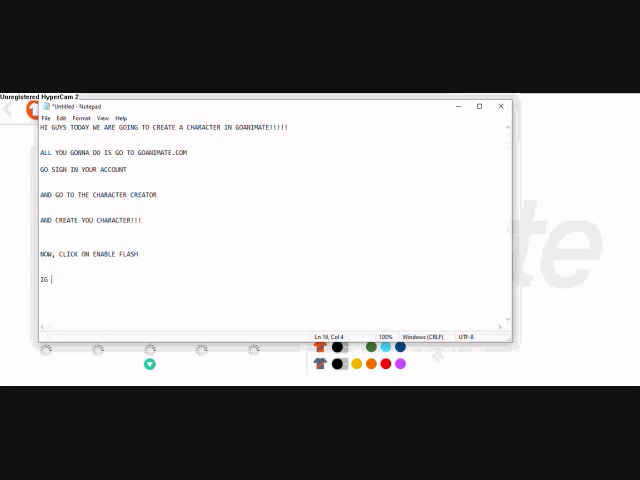 Unregistered HyperCam 2
*Untitled - Notepad
File Edit Format View Help
HI GUYS TODAY WE ARE GOING TO CREATE A CHARACTER IN GOANIMATE!!!!!
ALL YOU GONNA DO IS GO TO GOANIMATE.COM
GO SIGN IN YOUR ACCOUNT
AND GO TO THE CHARACTER CREATOR
AND CREATE YOU CHARACTER!!!
NOW, CLICK ON ENABLE FLASH
IG
te
Ln 19, Col 4 100% Windows (CRLF) UTF-8